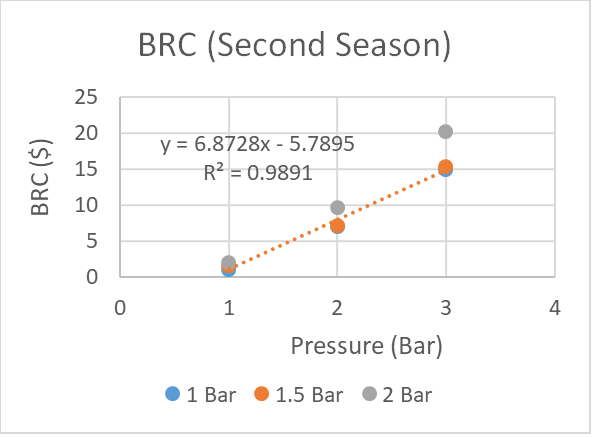 BRC (Second Season)
25
20
15
10
5
0
BRC ($)
y = 6.8728x - 5.7895
R² = 0.9891
0 1 2 3 4
Pressure (Bar)
1 Bar 1.5 Bar 2 Bar